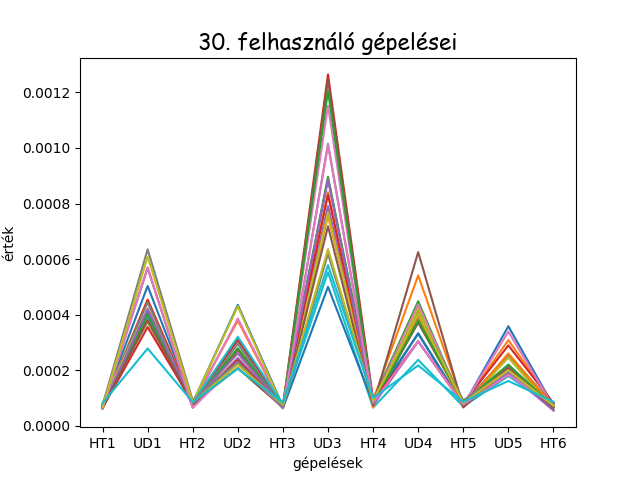 30. felhasználó gépelései
0.0012
0.0010
0.0008
0.0006
0.0004
0.0002
0.0000
érték
HT1 UD1 HT2 UD2 HT3 UD3 HT4 UD4 HT5 UD5 HT6
gépelések